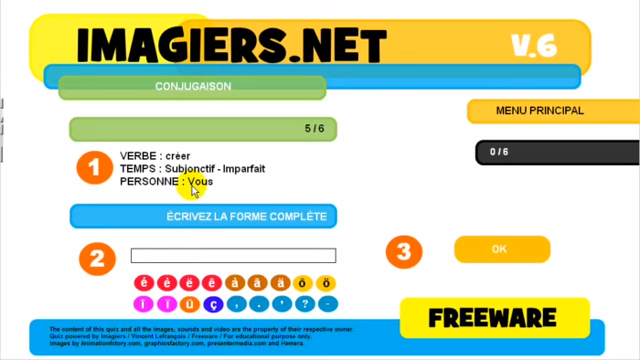 IMAGIERS.NET
V.6
CONJUGAISON
MENU PRINCIPAL
5 / 6
0 / 6
1
VERBE : créer
TEMPS : Subjonctif - Imparfait
PERSONNE : Vous
ÉCRIVEZ LA FORME COMPLÈTE
2
3
OK
FREEWARE
The content of this quiz and all the images, sounds and video are the property of their respective owner.
Quiz powered by Imagiers / Vincent Lefrançois / Freeware / For educational purpose only.
Images by Animationfstory.com, graphicsfactory.com, presentermedia.com and Hemera.